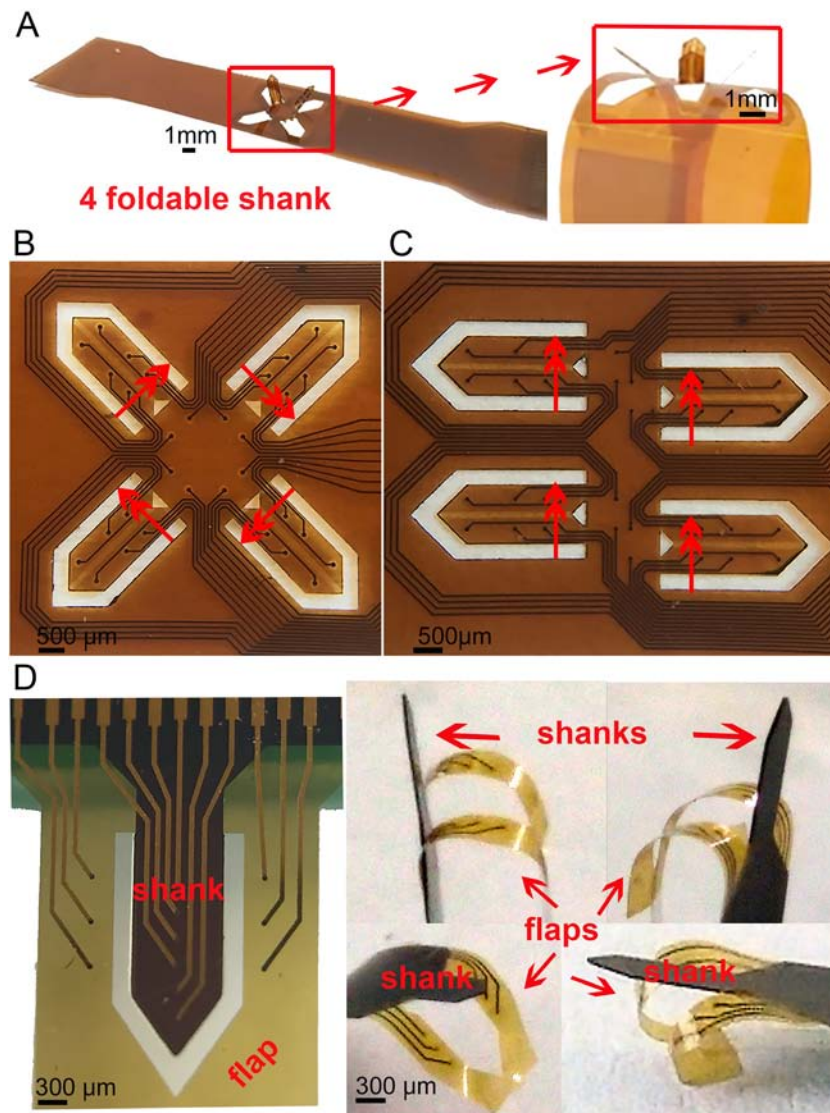 A
1mm
1mm
4 foldable shank
B
C
500 µm
500µm
D
shank
flap
300 µm
shanks
flaps
shank
shank
300 µm